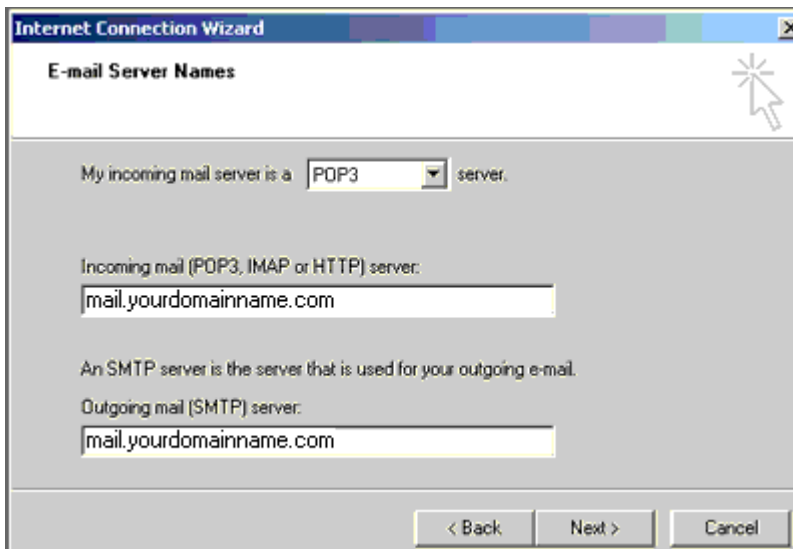 Internet Connection Wizard
E-mail Server Names
My incoming mail server is a POP3 server.
Incoming mail (POP3, IMAP or HTTP) server:
mail.yourdomainname.com
An SMTP server is the server that is used for your outgoing e-mail.
Outgoing mail (SMTP) server:
mail.yourdomainname.com
< Back Next > Cancel